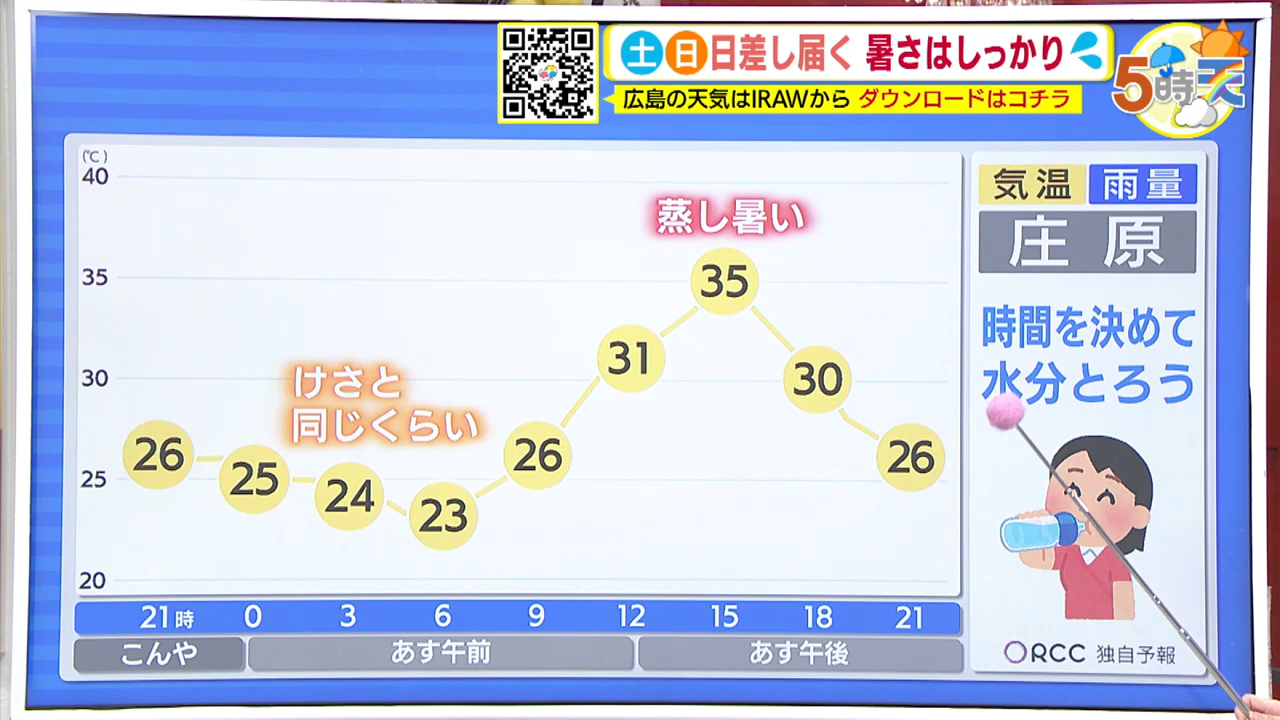 土 日 日差し届く 暑さはしっかり
広島の天気はIRAWから ダウンロードはコチラ
5時天
(℃)
40
35
30
25
20
蒸し暑い
けさと
同じくらい
26 25 24 23 26 31 35 30 26
21時 0 3 6 9 12 15 18 21
こんや あす午前 あす午後
気温 雨量
庄原
時間を決めて
水分とろう
RCC 独自予報